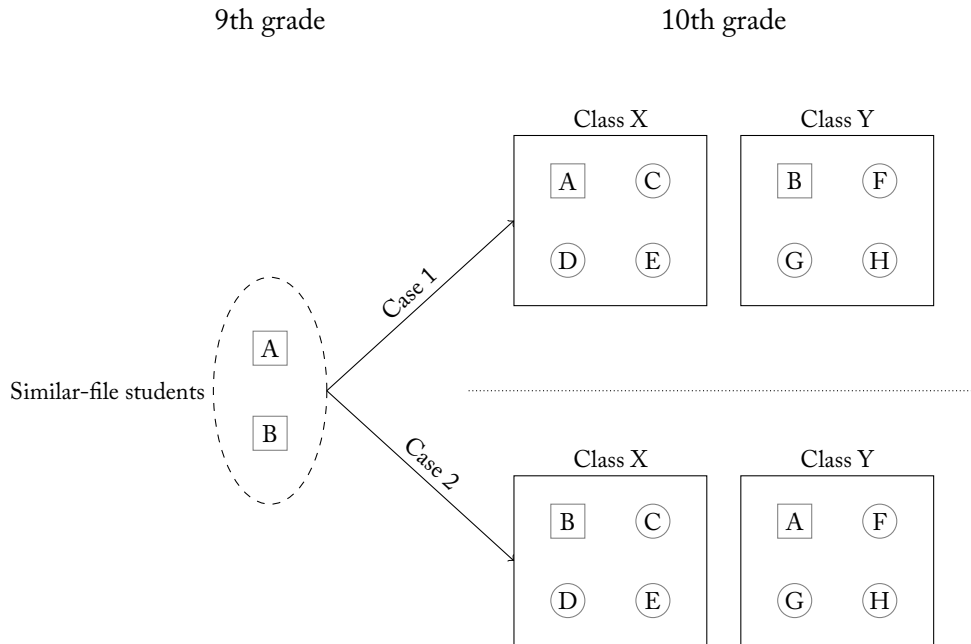 9th grade 10th grade
Class X Class Y
A C B F
D E G H
Case 1
A
Similar-file students
B
Case 2
Class X Class Y
B C A F
D E G H